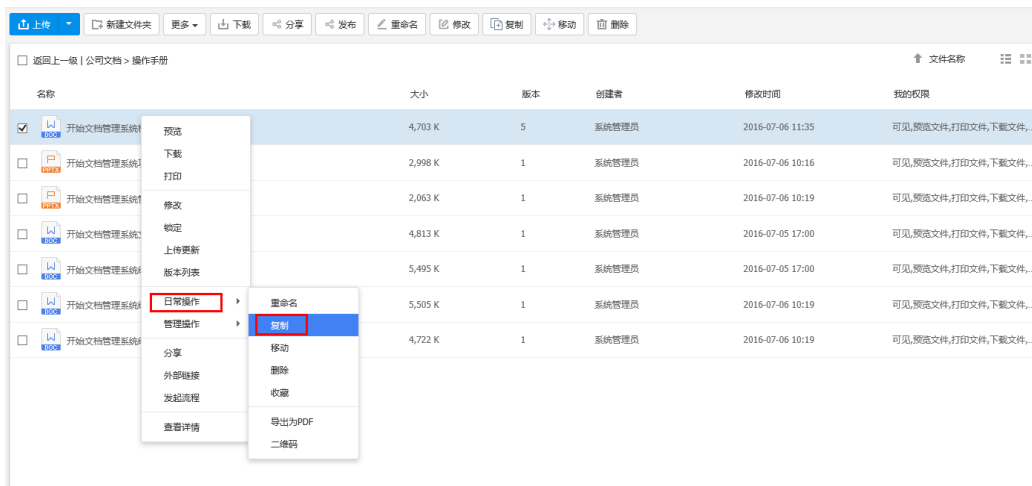 上传 新建文件夹 更多 下载 分享 发布 重命名 修改 复制 移动 删除
返回上一级 | 公司文档 > 操作手册 文件名称
名称 大小 版本 创建者 修改时间 我的权限
DOC 开始文档管理系统 4,703 K 5 系统管理员 2016-07-06 11:35 可见,预览文件,打印文件,下载文件,...
PPTX 开始文档管理系统 2,998 K 1 系统管理员 2016-07-06 10:16 可见,预览文件,打印文件,下载文件,...
PPTX 开始文档管理系统 2,063 K 1 系统管理员 2016-07-06 10:19 可见,预览文件,打印文件,下载文件,...
DOC 开始文档管理系统 4,813 K 1 系统管理员 2016-07-05 17:00 可见,预览文件,打印文件,下载文件,...
DOC 开始文档管理系统 5,495 K 1 系统管理员 2016-07-05 17:00 可见,预览文件,打印文件,下载文件,...
DOC 开始文档管理系统 5,505 K 1 系统管理员 2016-07-06 10:19 可见,预览文件,打印文件,下载文件,...
DOC 开始文档管理系统 4,722 K 1 系统管理员 2016-07-06 10:19 可见,预览文件,打印文件,下载文件,...
预览
下载
打印
修改
锁定
上传更新
版本列表
日常操作
管理操作
分享
外部链接
发起流程
查看详情
重命名
复制
移动
删除
收藏
导出为PDF
二维码